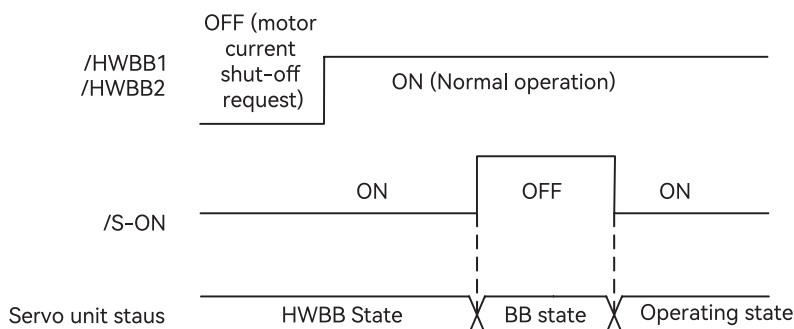 OFF (motor
current
shut-off
request)
/HWBB1
/HWBB2
ON (Normal operation)
/S-ON
ON
OFF
ON
Servo unit staus
HWBB State
BB state
Operating state